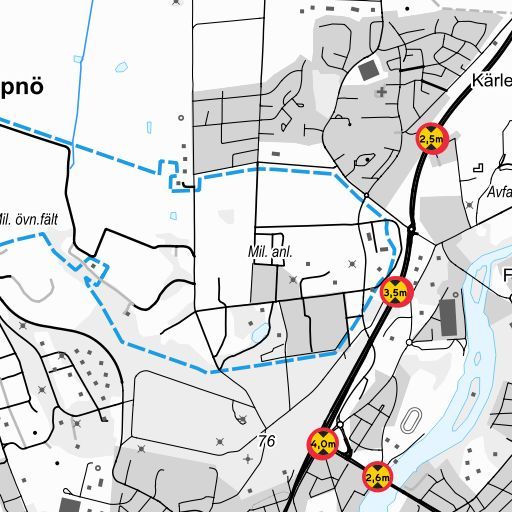 pnö
Kärle
2,5m
Mil. övn.fält
Avfa
Mil. anl.
F
3,5m
76
4,0m
2,6m